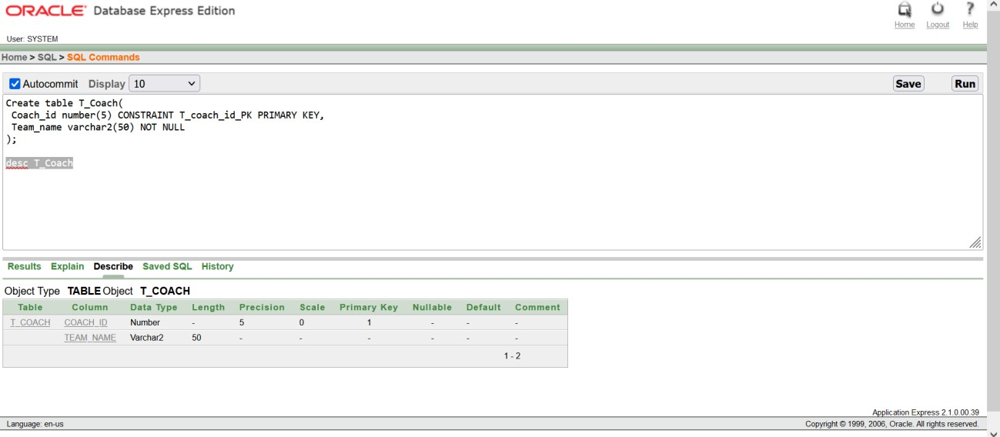 ORACLE® Database Express Edition
Home Logout Help
User: SYSTEM
Home > SQL > SQL Commands
Autocommit Display 10 Save Run
Create table T_Coach(
Coach_id number(5) CONSTRAINT T_coach_id_PK PRIMARY KEY,
Team_name varchar2(50) NOT NULL
);
desc T_Coach
Results Explain Describe Saved SQL History
Object Type TABLE Object T_COACH
Table Column Data Type Length Precision Scale Primary Key Nullable Default Comment
T_COACH COACH_ID Number - 5 0 1 - - -
TEAM_NAME Varchar2 50 - - - - - -
1 - 2
Application Express 2.1.0.00.39
Language: en-us Copyright © 1999, 2006, Oracle. All rights reserved.